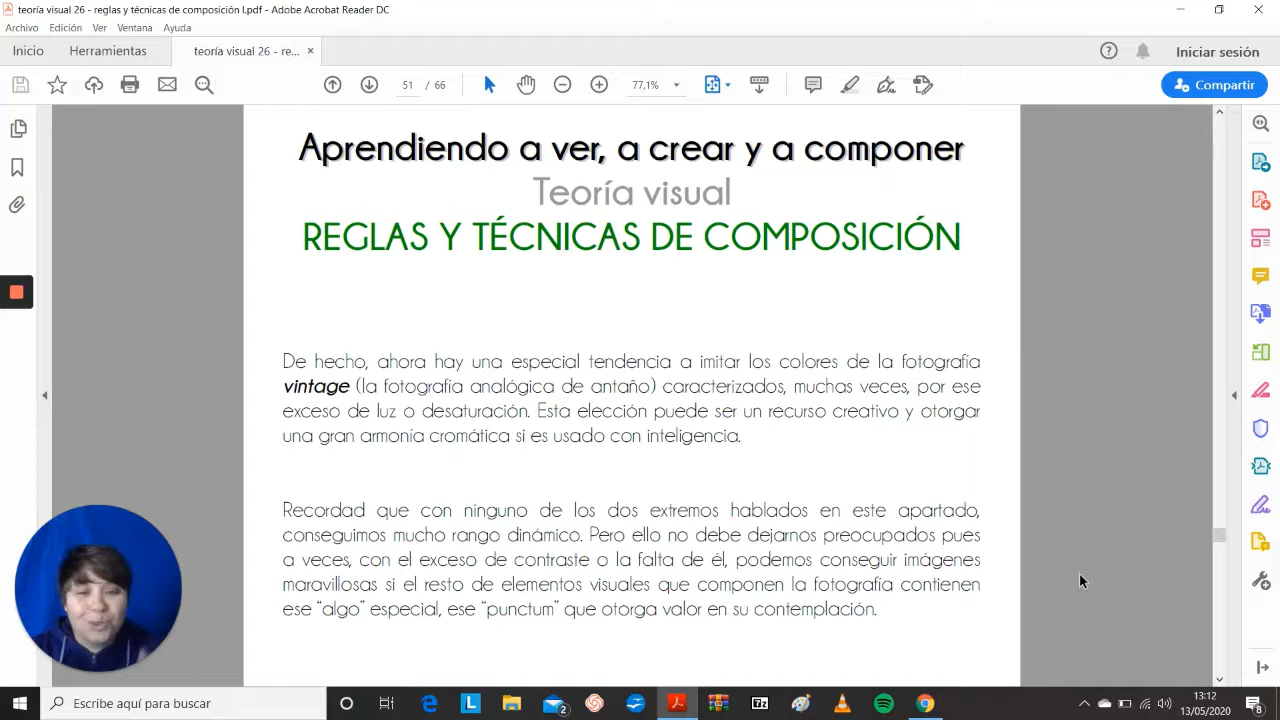 teoría visual 26 - reglas y técnicas de composición I.pdf - Adobe Acrobat Reader DC
Archivo Edición Ver Ventana Ayuda
Inicio Herramientas teoría visual 26 - re... × Iniciar sesión
51 / 66 77,1% Compartir
Aprendiendo a ver, a crear y a componer
Teoría visual
REGLAS Y TÉCNICAS DE COMPOSICIÓN
De hecho, ahora hay una especial tendencia a imitar los colores de la fotografía
vintage (la fotografía analógica de antaño) caracterizados, muchas veces, por ese
exceso de luz o desaturación. Esta elección puede ser un recurso creativo y otorgar
una gran armonía cromática si es usado con inteligencia.
Recordad que con ninguno de los dos extremos hablados en este apartado,
conseguimos mucho rango dinámico. Pero ello no debe dejarnos preocupados pues
a veces, con el exceso de contraste o la falta de él, podemos conseguir imágenes
maravillosas si el resto de elementos visuales que componen la fotografía contienen
ese “algo” especial, ese “punctum” que otorga valor en su contemplación.
Escribe aquí para buscar
13:12
13/05/2020